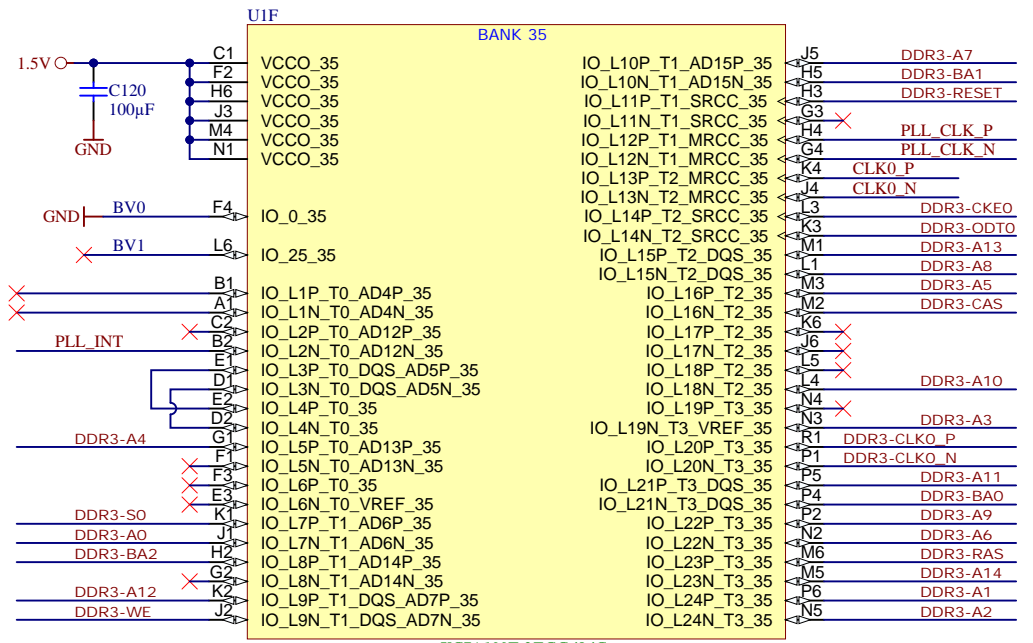 U1F
BANK 35
1.5V
C120
100µF
GND
C1 VCCO_35
F2 VCCO_35
H6 VCCO_35
J3 VCCO_35
M4 VCCO_35
N1 VCCO_35
GND BV0 F4 IO_0_35
BV1 L6 IO_25_35
B1 IO_L1P_T0_AD4P_35
A1 IO_L1N_T0_AD4N_35
C2 IO_L2P_T0_AD12P_35
PLL_INT B2 IO_L2N_T0_AD12N_35
E1 IO_L3P_T0_DQS_AD5P_35
D1 IO_L3N_T0_DQS_AD5N_35
E2 IO_L4P_T0_35
D2 IO_L4N_T0_35
DDR3-A4 G1 IO_L5P_T0_AD13P_35
F1 IO_L5N_T0_AD13N_35
F3 IO_L6P_T0_35
E3 IO_L6N_T0_VREF_35
DDR3-S0 K1 IO_L7P_T1_AD6P_35
DDR3-A0 J1 IO_L7N_T1_AD6N_35
DDR3-BA2 H2 IO_L8P_T1_AD14P_35
G2 IO_L8N_T1_AD14N_35
DDR3-A12 K2 IO_L9P_T1_DQS_AD7P_35
DDR3-WE J2 IO_L9N_T1_DQS_AD7N_35
IO_L10P_T1_AD15P_35 J5 DDR3-A7
IO_L10N_T1_AD15N_35 H5 DDR3-BA1
IO_L11P_T1_SRCC_35 H3 DDR3-RESET
IO_L11N_T1_SRCC_35 G3
IO_L12P_T1_MRCC_35 H4 PLL_CLK_P
IO_L12N_T1_MRCC_35 G4 PLL_CLK_N
IO_L13P_T2_MRCC_35 K4 CLK0_P
IO_L13N_T2_MRCC_35 J4 CLK0_N
IO_L14P_T2_SRCC_35 L3 DDR3-CKE0
IO_L14N_T2_SRCC_35 K3 DDR3-ODT0
IO_L15P_T2_DQS_35 M1 DDR3-A13
IO_L15N_T2_DQS_35 L1 DDR3-A8
IO_L16P_T2_35 M3 DDR3-A5
IO_L16N_T2_35 M2 DDR3-CAS
IO_L17P_T2_35 K6
IO_L17N_T2_35 J6
IO_L18P_T2_35 L5
IO_L18N_T2_35 L4 DDR3-A10
IO_L19P_T3_35 N4
IO_L19N_T3_VREF_35 N3 DDR3-A3
IO_L20P_T3_35 R1 DDR3-CLK0_P
IO_L20N_T3_35 P1 DDR3-CLK0_N
IO_L21P_T3_DQS_35 P5 DDR3-A11
IO_L21N_T3_DQS_35 P4 DDR3-BA0
IO_L22P_T3_35 P2 DDR3-A9
IO_L22N_T3_35 N2 DDR3-A6
IO_L23P_T3_35 M6 DDR3-RAS
IO_L23N_T3_35 M5 DDR3-A14
IO_L24P_T3_35 P6 DDR3-A1
IO_L24N_T3_35 N5 DDR3-A2